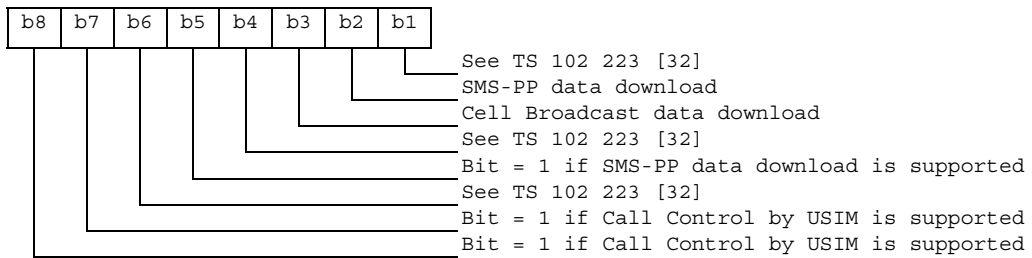 b8 b7 b6 b5 b4 b3 b2 b1
See TS 102 223 [32]
SMS-PP data download
Cell Broadcast data download
See TS 102 223 [32]
Bit = 1 if SMS-PP data download is supported
See TS 102 223 [32]
Bit = 1 if Call Control by USIM is supported
Bit = 1 if Call Control by USIM is supported